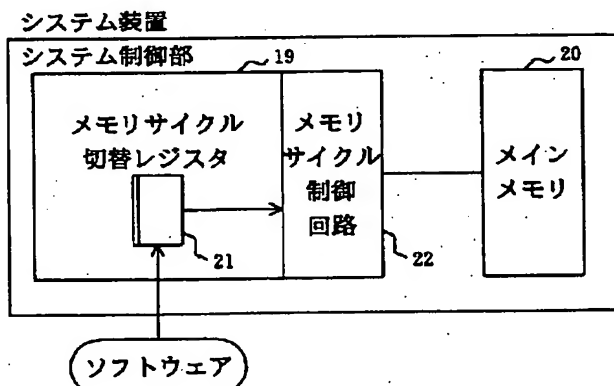 システム装置
システム制御部
19
20
メモリサイクル
切替レジスタ
メモリ
サイクル
制御
回路
メイン
メモリ
21
22
ソフトウェア